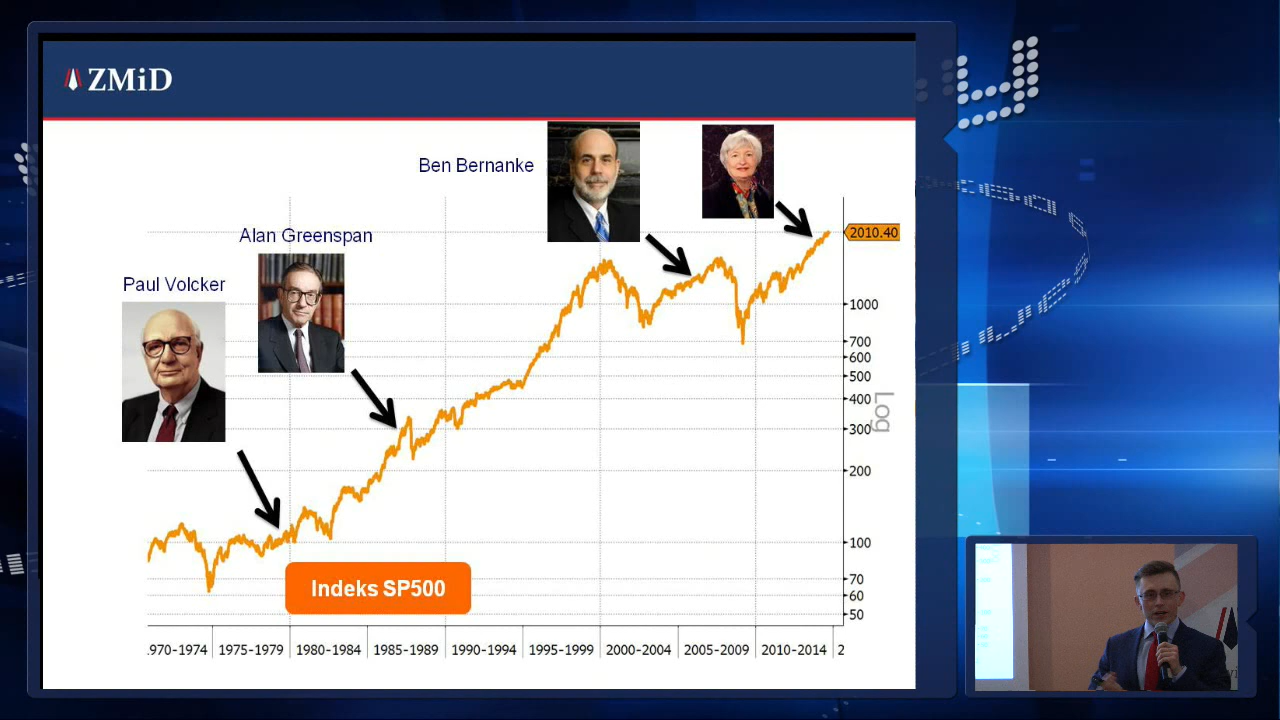 ZMiD
Ben Bernanke
Alan Greenspan
Paul Volcker
2010.40
1000
700
600
500
400
300
200
100
70
60
50
Log
Indeks SP500
.970-1974 1975-1979 1980-1984 1985-1989 1990-1994 1995-1999 2000-2004 2005-2009 2010-2014 2